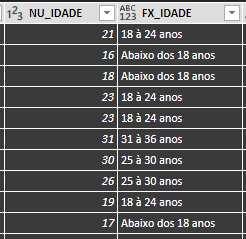 123 NU_IDADE ABC 123 FX_IDADE
21 18 à 24 anos
16 Abaixo dos 18 anos
18 Abaixo dos 18 anos
23 18 à 24 anos
23 18 à 24 anos
31 31 à 36 anos
30 25 à 30 anos
26 25 à 30 anos
19 18 à 24 anos
17 Abaixo dos 18 anos